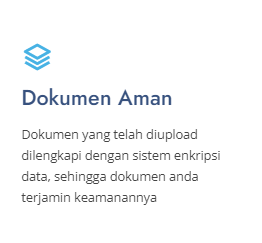 Dokumen Aman
Dokumen yang telah diupload
dilengkapi dengan sistem enkripsi
data, sehingga dokumen anda
terjamin keamanannya